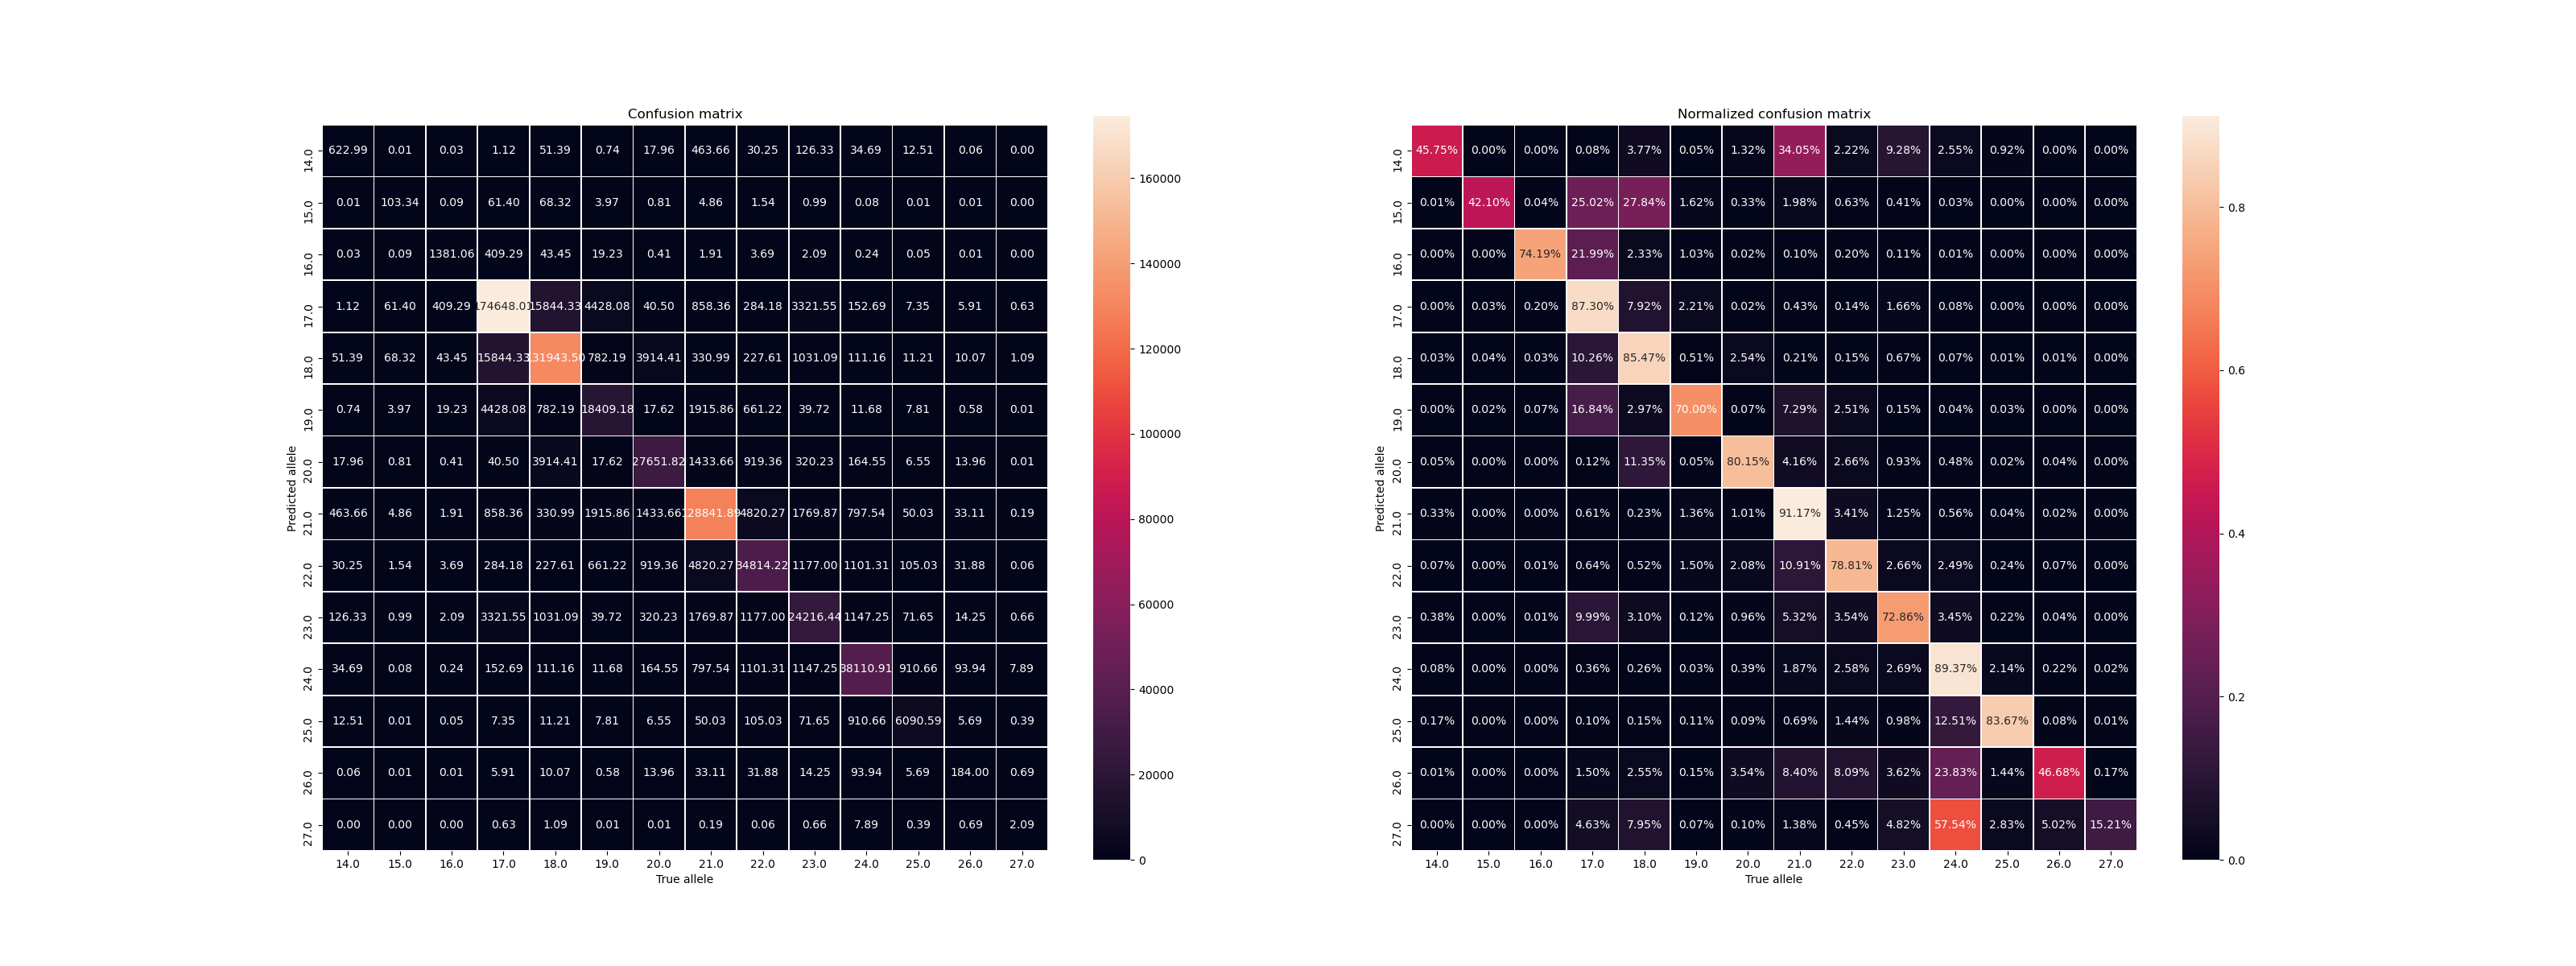 Confusion matrix
14.0 622.99 0.01 0.03 1.12 51.39 0.74 17.96 463.66 30.25 126.33 34.69 12.51 0.06 0.00
15.0 0.01 103.34 0.09 61.40 68.32 3.97 0.81 4.86 1.54 0.99 0.08 0.01 0.01 0.00
16.0 0.03 0.09 1381.06 409.29 43.45 19.23 0.41 1.91 3.69 2.09 0.24 0.05 0.01 0.00
17.0 1.12 61.40 409.29 174648.01 15844.33 4428.08 40.50 858.36 284.18 3321.55 152.69 7.35 5.91 0.63
18.0 51.39 68.32 43.45 15844.33 131943.50 782.19 3914.41 330.99 227.61 1031.09 111.16 11.21 10.07 1.09
19.0 0.74 3.97 19.23 4428.08 782.19 18409.18 17.62 1915.86 661.22 39.72 11.68 7.81 0.58 0.01
20.0 17.96 0.81 0.41 40.50 3914.41 17.62 27651.82 1433.66 919.36 320.23 164.55 6.55 13.96 0.01
21.0 463.66 4.86 1.91 858.36 330.99 1915.86 1433.66 128841.89 4820.27 1769.87 797.54 50.03 33.11 0.19
22.0 30.25 1.54 3.69 284.18 227.61 661.22 919.36 4820.27 34814.22 1177.00 1101.31 105.03 31.88 0.06
23.0 126.33 0.99 2.09 3321.55 1031.09 39.72 320.23 1769.87 1177.00 24216.44 1147.25 71.65 14.25 0.66
24.0 34.69 0.08 0.24 152.69 111.16 11.68 164.55 797.54 1101.31 1147.25 38110.91 910.66 93.94 7.89
25.0 12.51 0.01 0.05 7.35 11.21 7.81 6.55 50.03 105.03 71.65 910.66 6090.59 5.69 0.39
26.0 0.06 0.01 0.01 5.91 10.07 0.58 13.96 33.11 31.88 14.25 93.94 5.69 184.00 0.69
27.0 0.00 0.00 0.00 0.63 1.09 0.01 0.01 0.19 0.06 0.66 7.89 0.39 0.69 2.09
14.0 15.0 16.0 17.0 18.0 19.0 20.0 21.0 22.0 23.0 24.0 25.0 26.0 27.0
True allele
Predicted allele
160000
140000
120000
100000
80000
60000
40000
20000
0
Normalized confusion matrix
14.0 45.75% 0.00% 0.00% 0.08% 3.77% 0.05% 1.32% 34.05% 2.22% 9.28% 2.55% 0.92% 0.00% 0.00%
15.0 0.01% 42.10% 0.04% 25.02% 27.84% 1.62% 0.33% 1.98% 0.63% 0.41% 0.03% 0.00% 0.00% 0.00%
16.0 0.00% 0.00% 74.19% 21.99% 2.33% 1.03% 0.02% 0.10% 0.20% 0.11% 0.01% 0.00% 0.00% 0.00%
17.0 0.00% 0.03% 0.20% 87.30% 7.92% 2.21% 0.02% 0.43% 0.14% 1.66% 0.08% 0.00% 0.00% 0.00%
18.0 0.03% 0.04% 0.03% 10.26% 85.47% 0.51% 2.54% 0.21% 0.15% 0.67% 0.07% 0.01% 0.01% 0.00%
19.0 0.00% 0.02% 0.07% 16.84% 2.97% 70.00% 0.07% 7.29% 2.51% 0.15% 0.04% 0.03% 0.00% 0.00%
20.0 0.05% 0.00% 0.00% 0.12% 11.35% 0.05% 80.15% 4.16% 2.66% 0.93% 0.48% 0.02% 0.04% 0.00%
21.0 0.33% 0.00% 0.00% 0.61% 0.23% 1.36% 1.01% 91.17% 3.41% 1.25% 0.56% 0.04% 0.02% 0.00%
22.0 0.07% 0.00% 0.01% 0.64% 0.52% 1.50% 2.08% 10.91% 78.81% 2.66% 2.49% 0.24% 0.07% 0.00%
23.0 0.38% 0.00% 0.01% 9.99% 3.10% 0.12% 0.96% 5.32% 3.54% 72.86% 3.45% 0.22% 0.04% 0.00%
24.0 0.08% 0.00% 0.00% 0.36% 0.26% 0.03% 0.39% 1.87% 2.58% 2.69% 89.37% 2.14% 0.22% 0.02%
25.0 0.17% 0.00% 0.00% 0.10% 0.15% 0.11% 0.09% 0.69% 1.44% 0.98% 12.51% 83.67% 0.08% 0.01%
26.0 0.01% 0.00% 0.00% 1.50% 2.55% 0.15% 3.54% 8.40% 8.09% 3.62% 23.83% 1.44% 46.68% 0.17%
27.0 0.00% 0.00% 0.00% 4.63% 7.95% 0.07% 0.10% 1.38% 0.45% 4.82% 57.54% 2.83% 5.02% 15.21%
14.0 15.0 16.0 17.0 18.0 19.0 20.0 21.0 22.0 23.0 24.0 25.0 26.0 27.0
True allele
Predicted allele
0.8
0.6
0.4
0.2
0.0